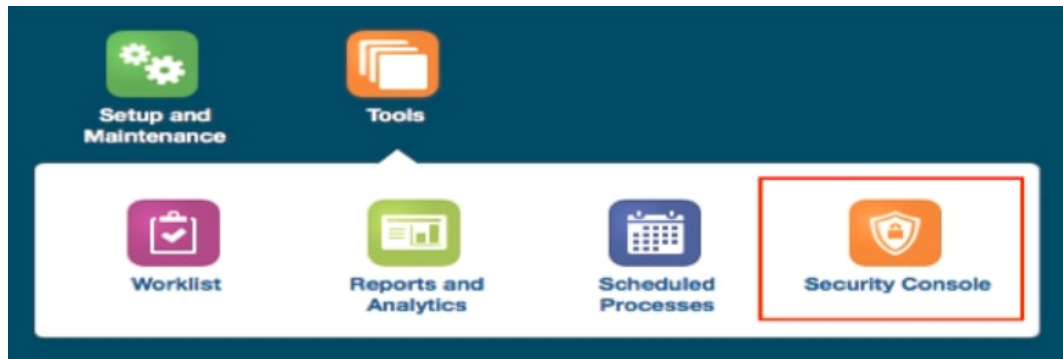 Setup and
Maintenance
Tools
Worklist
Reports and
Analytics
Scheduled
Processes
Security Console